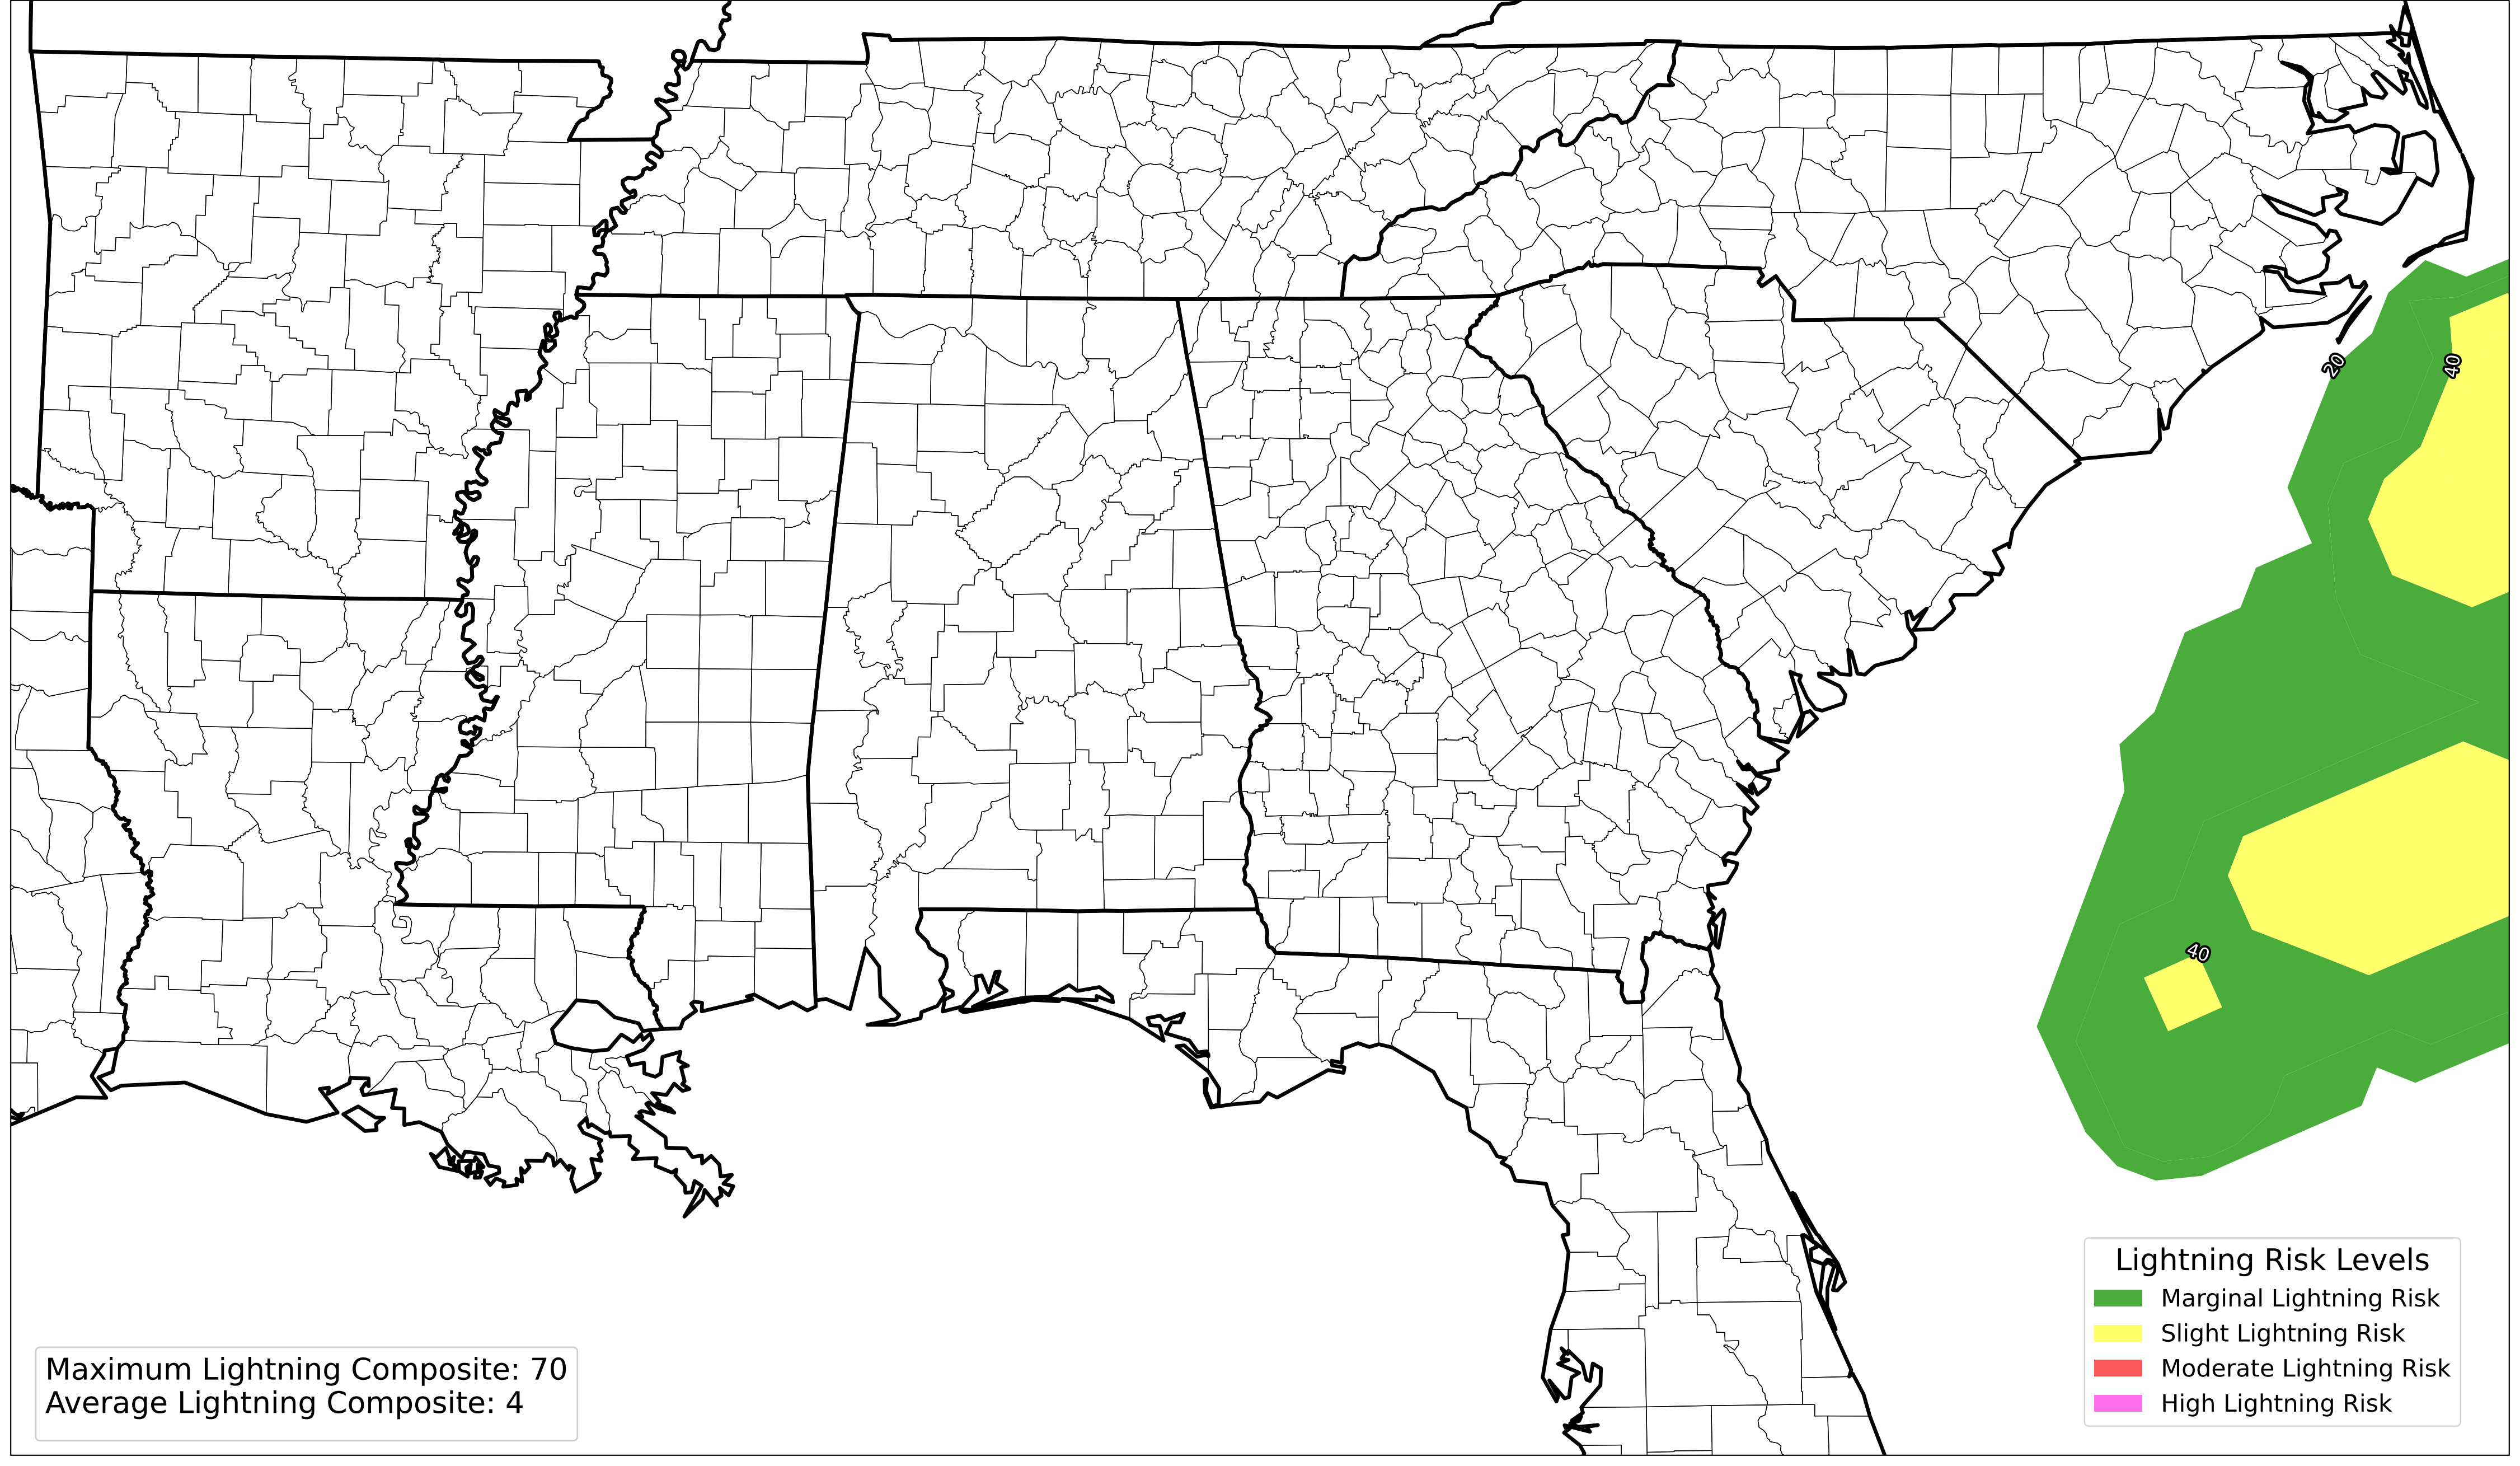 20
40
40
Lightning Risk Levels
Marginal Lightning Risk
Slight Lightning Risk
Moderate Lightning Risk
High Lightning Risk
Maximum Lightning Composite: 70
Average Lightning Composite: 4